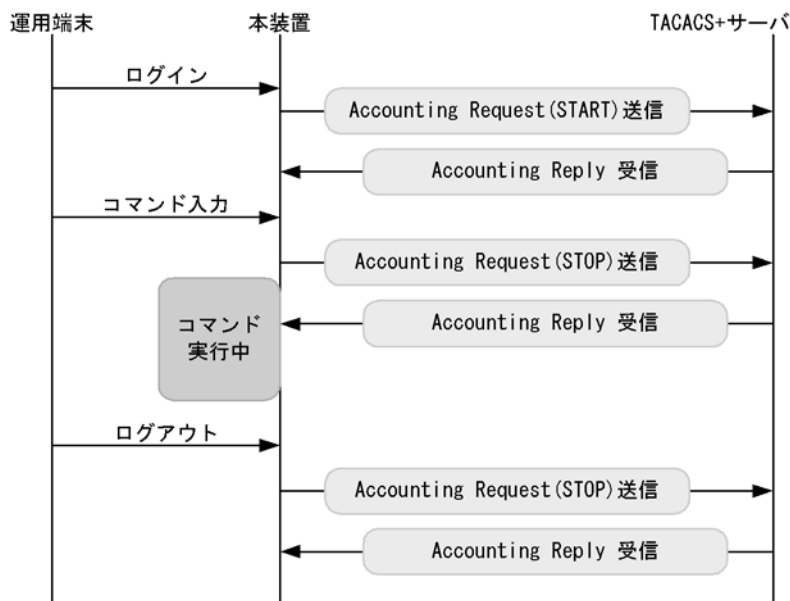 運用端末
本装置
TACACS+サーバ
ログイン
Accounting Request(START)送信
Accounting Reply 受信
コマンド入力
Accounting Request(STOP)送信
Accounting Reply 受信
コマンド
実行中
ログアウト
Accounting Request(STOP)送信
Accounting Reply 受信